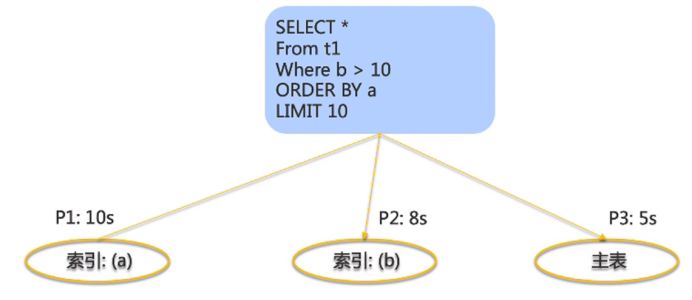 SELECT *
From t1
Where b > 10
ORDER BY a
LIMIT 10
P1: 10s
P2: 8s
P3: 5s
索引: (a)
索引: (b)
主表